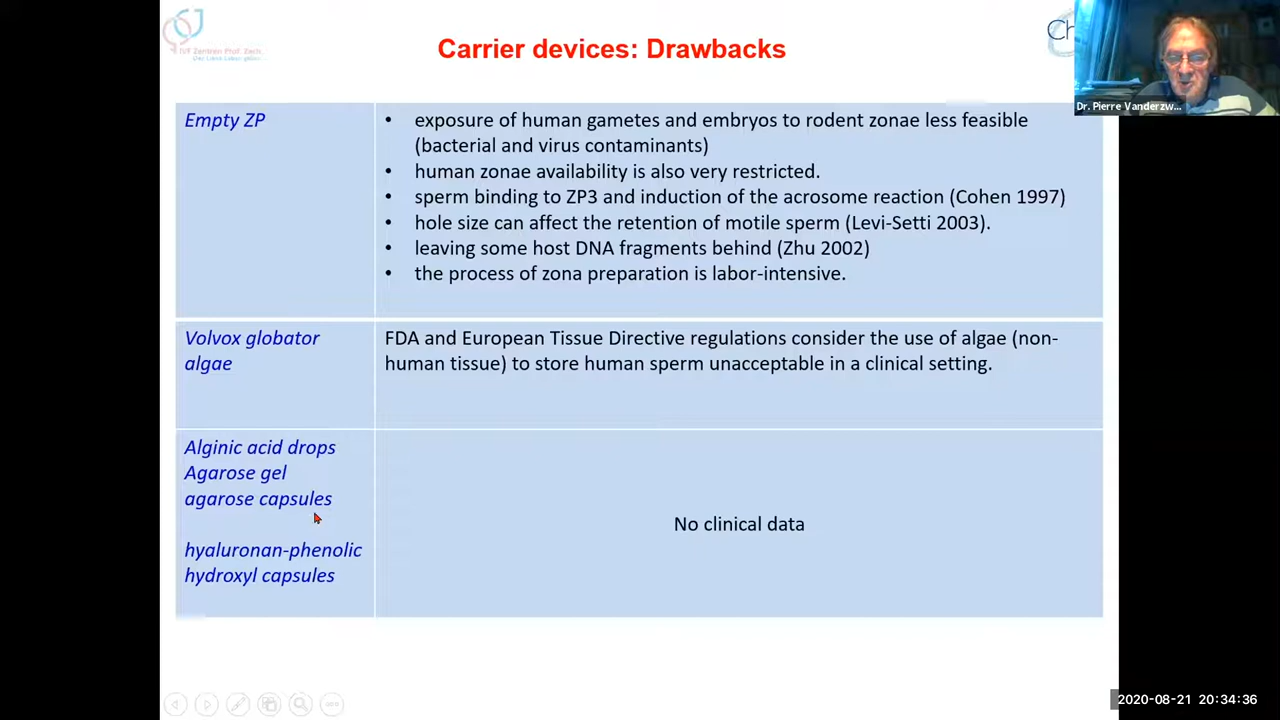 IVF Zentren Prof. Zech
Carrier devices: Drawbacks
Ch
Dr. Pierre Vanderzw...
Empty ZP
• exposure of human gametes and embryos to rodent zonae less feasible
(bacterial and virus contaminants)
• human zonae availability is also very restricted.
• sperm binding to ZP3 and induction of the acrosome reaction (Cohen 1997)
• hole size can affect the retention of motile sperm (Levi-Setti 2003).
• leaving some host DNA fragments behind (Zhu 2002)
• the process of zona preparation is labor-intensive.
Volvox globator
algae
FDA and European Tissue Directive regulations consider the use of algae (non-
human tissue) to store human sperm unacceptable in a clinical setting.
Alginic acid drops
Agarose gel
agarose capsules
hyaluronan-phenolic
hydroxyl capsules
No clinical data
2020-08-21 20:34:36